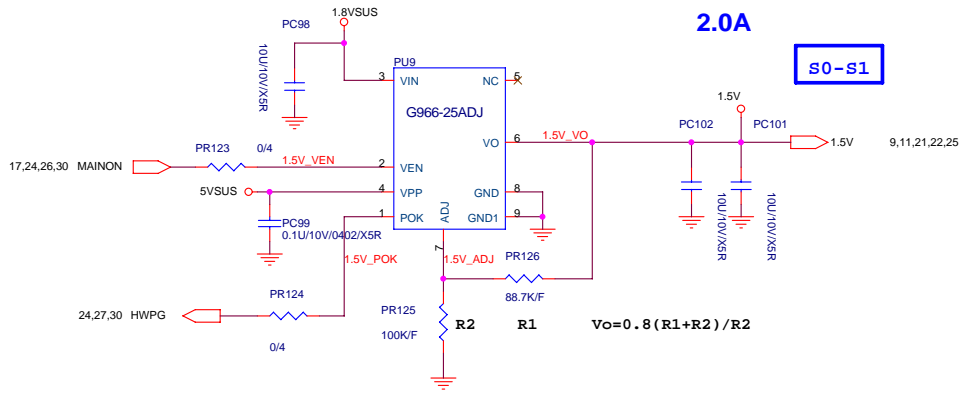 1.8VSUS
2.0A
PC98
10U/10V/X5R
S0-S1
PU9
3 VIN
NC 5
G966-25ADJ
1.5V
VO 6
1.5V_VO
PC102
PC101
1.5V
9,11,21,22,25
17,24,26,30 MAINON
PR123
0/4
1.5V_VEN
2 VEN
5VSUS
4 VPP
GND 8
1 POK
GND1 9
ADJ
7
PC99
0.1U/10V/0402/X5R
10U/10V/X5R
10U/10V/X5R
1.5V_POK
1.5V_ADJ
PR126
88.7K/F
24,27,30 HWPG
PR124
0/4
PR125
100K/F
R2
R1
Vo=0.8(R1+R2)/R2